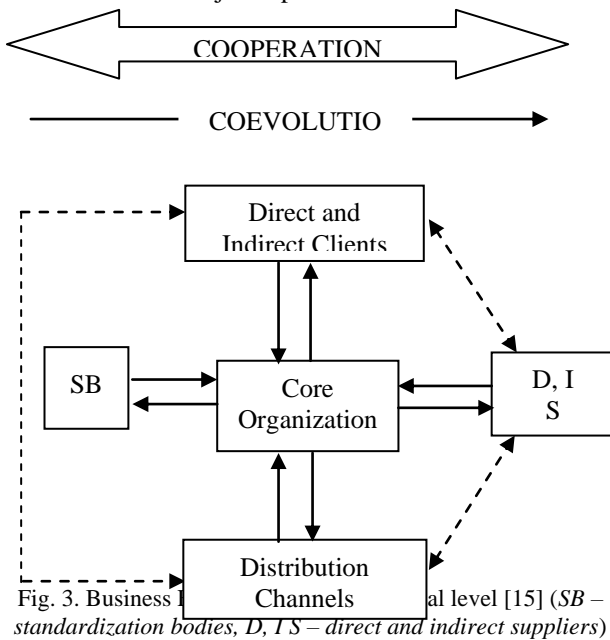 COOPERATION
COEVOLUTIO
Direct and
Indirect Clients
SB
Core
Organization
D, I
S
Distribution
Channels
Fig. 3. Business al level [15] (SB –
standardization bodies, D, I S – direct and indirect suppliers)